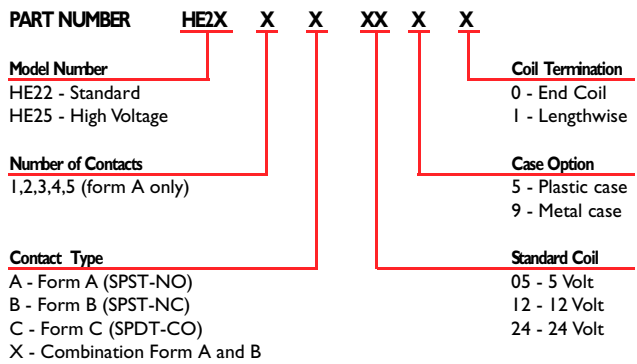 PART NUMBER HE2X X X XX X X
Model Number
HE22 - Standard
HE25 - High Voltage
Number of Contacts
1,2,3,4,5 (form A only)
Contact Type
A - Form A (SPST-NO)
B - Form B (SPST-NC)
C - Form C (SPDT-CO)
X - Combination Form A and B
Coil Termination
0 - End Coil
1 - Lengthwise
Case Option
5 - Plastic case
9 - Metal case
Standard Coil
05 - 5 Volt
12 - 12 Volt
24 - 24 Volt